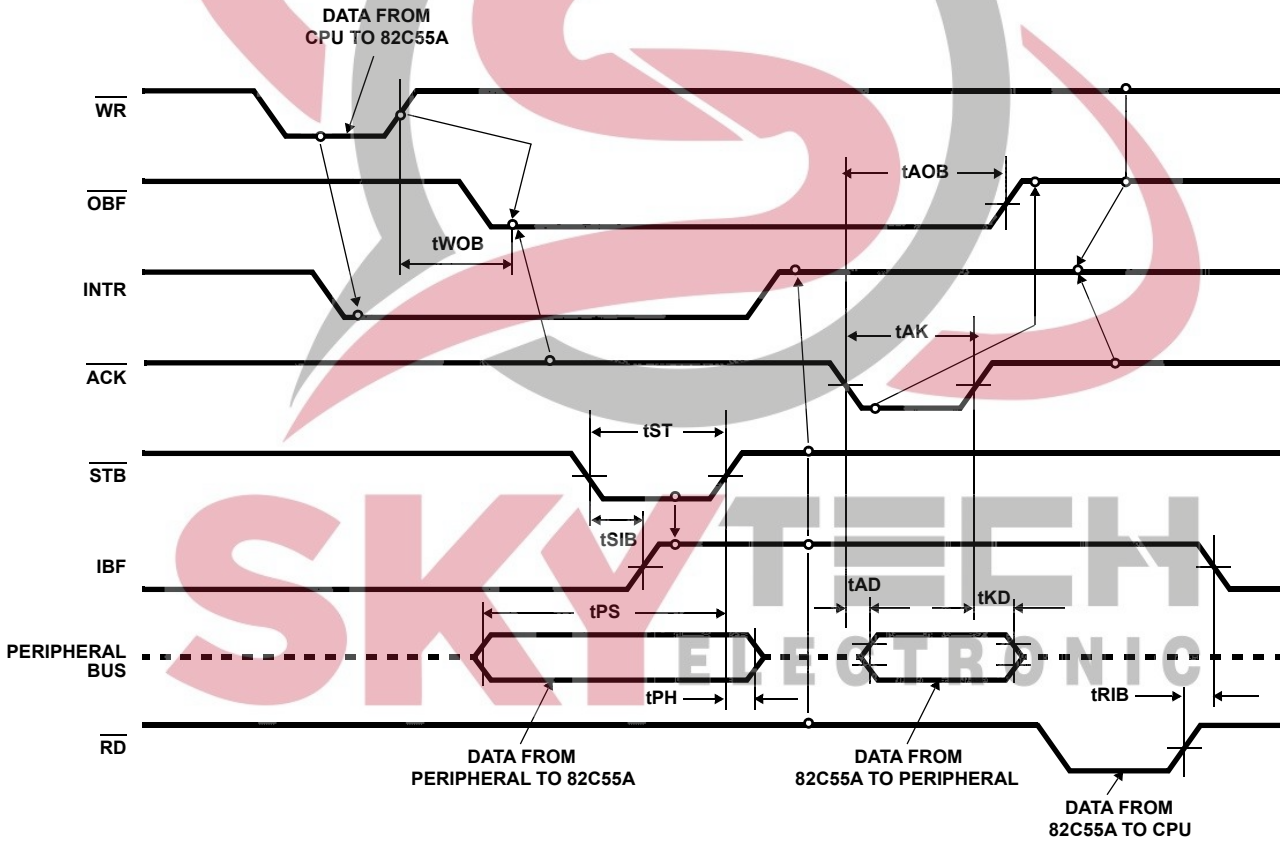 DATA FROM
CPU TO 82C55A
WR
OBF
tAOB
tWOB
INTR
tAK
ACK
tST
STB
tSIB
IBF
tAD
tKD
tPS
PERIPHERAL
BUS
tPH
tRIB
RD
DATA FROM
PERIPHERAL TO 82C55A
DATA FROM
82C55A TO PERIPHERAL
DATA FROM
82C55A TO CPU
SKYTECH
ELECTRONIC